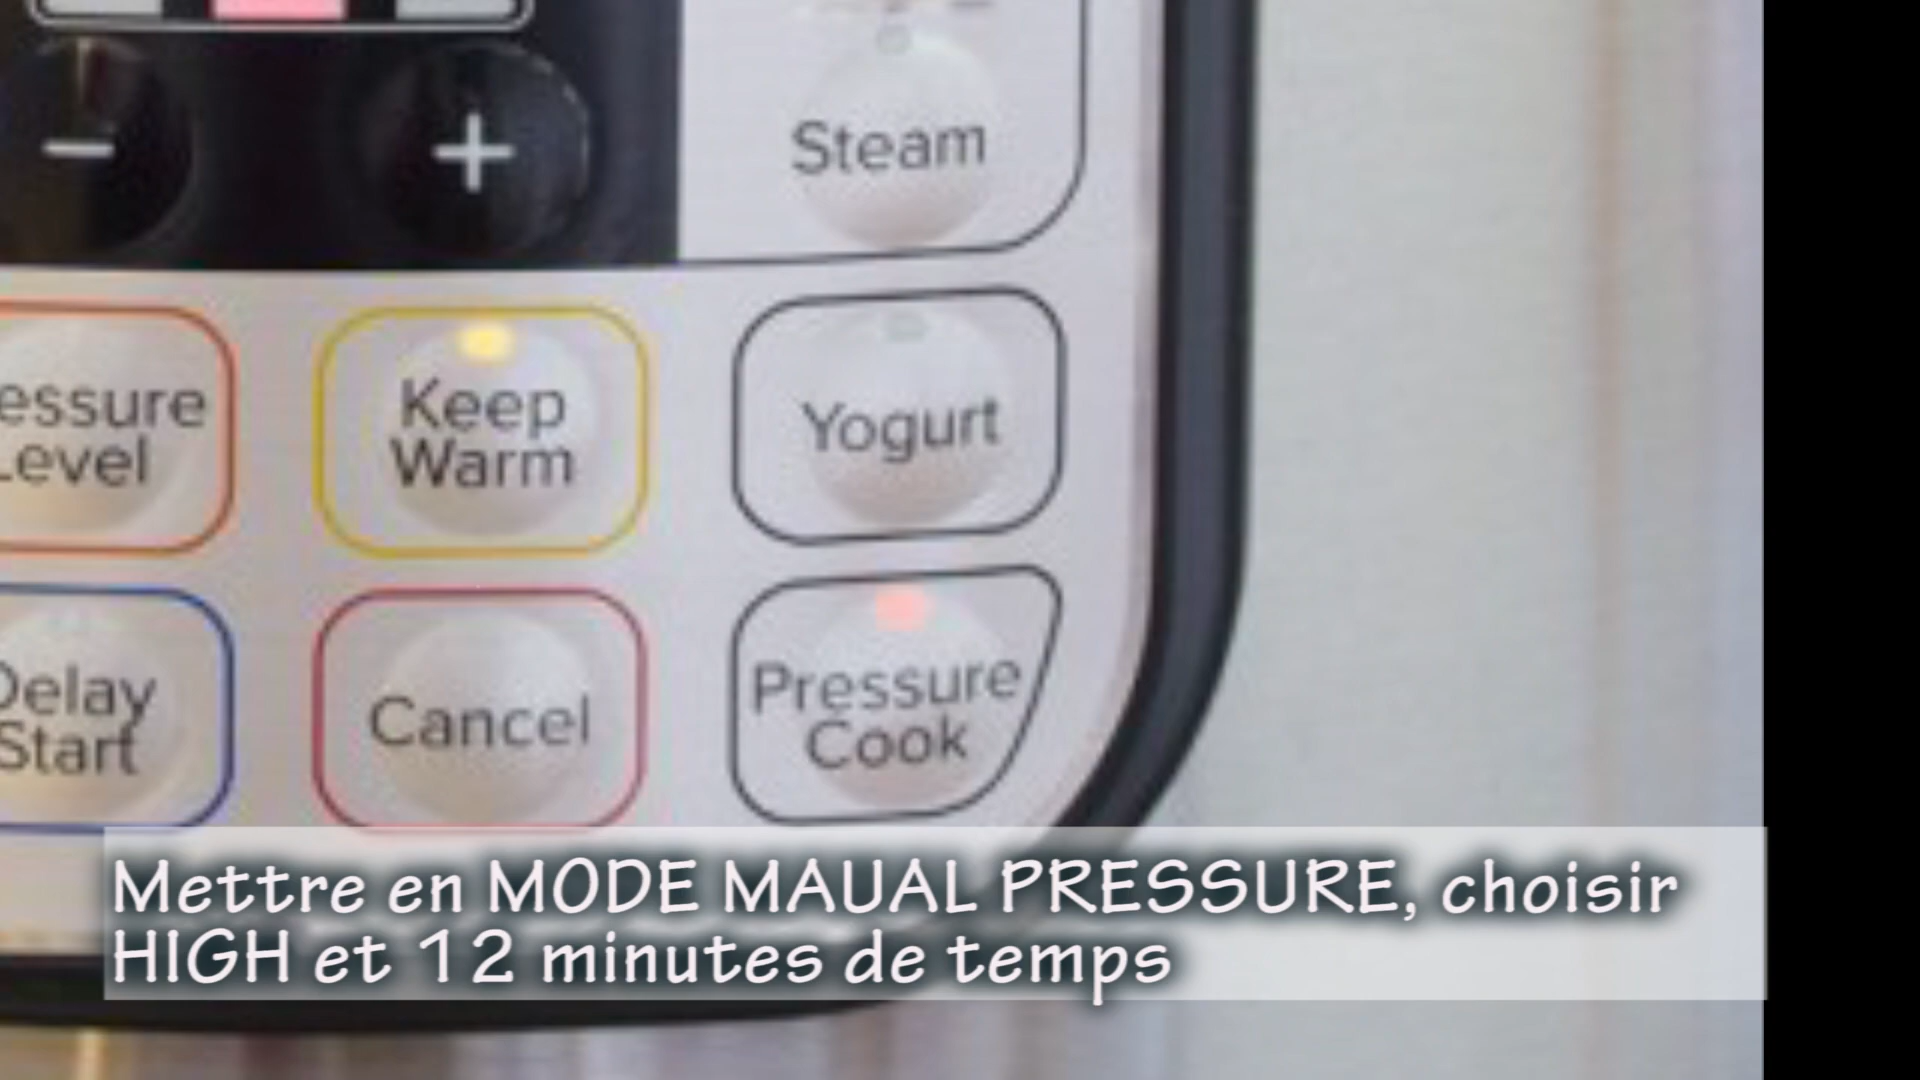 − +
Steam
essure
Level
Keep
Warm
Yogurt
Delay
Start
Cancel
Pressure
Cook
Mettre en MODE MAUAL PRESSURE, choisir
HIGH et 12 minutes de temps